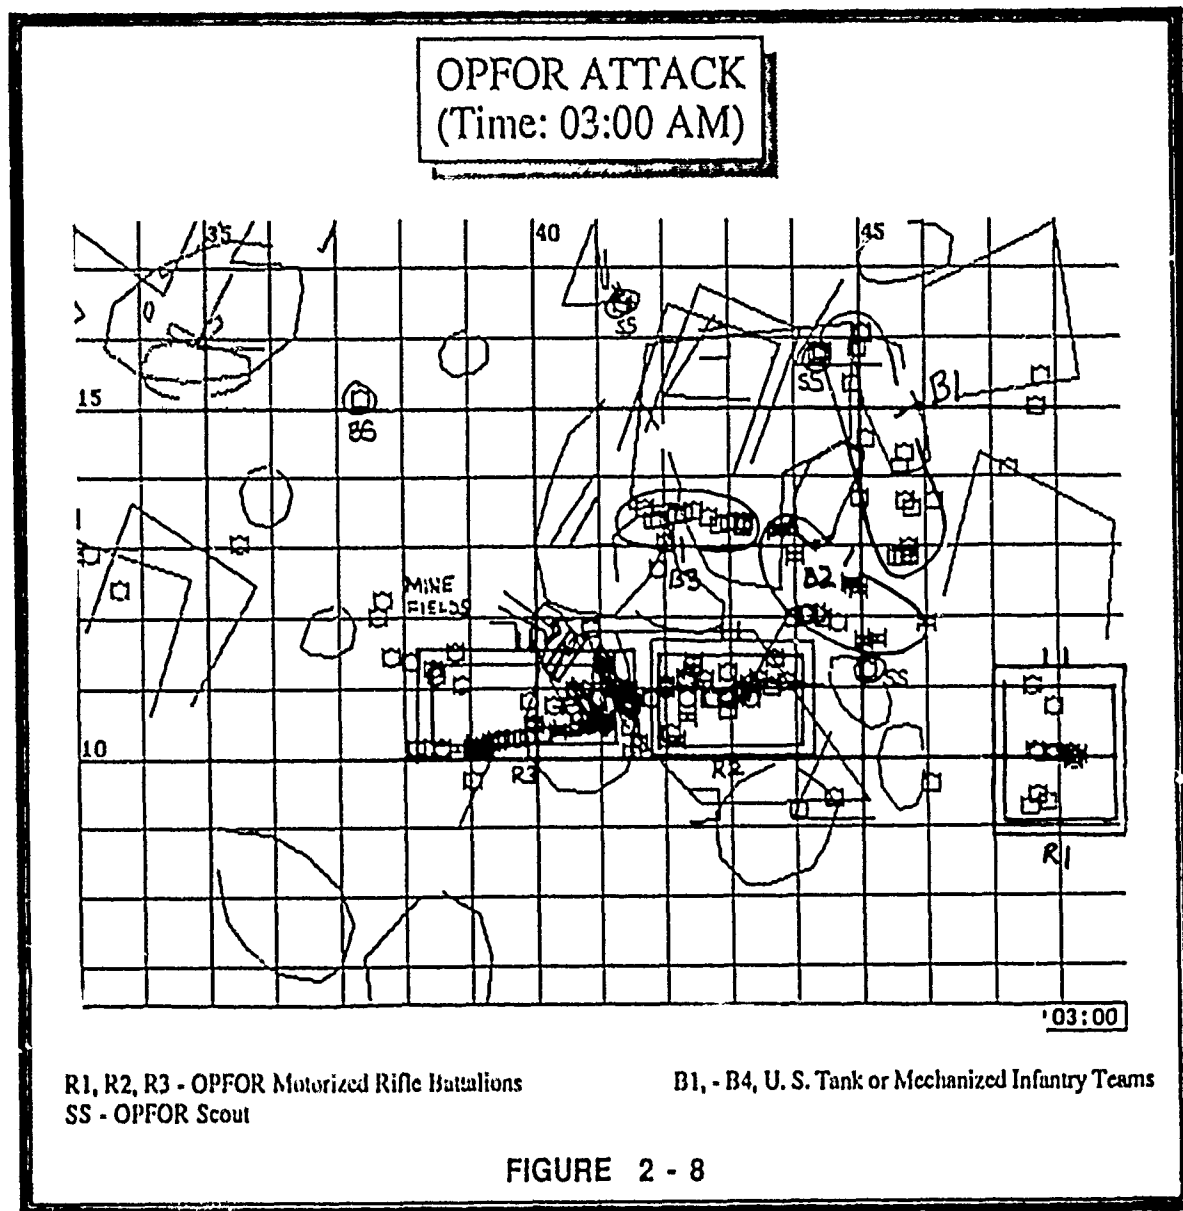 OPFOR ATTACK
(Time: 03:00 AM)
35
40
45
SS
SS
B1
15
BS
B3
B2
MINE
FIELDS
SS
10
R3
R2
R1
03:00
R1, R2, R3 - OPFOR Motorized Rifle Battalions
B1, - B4, U. S. Tank or Mechanized Infantry Teams
SS - OPFOR Scout
FIGURE 2 - 8